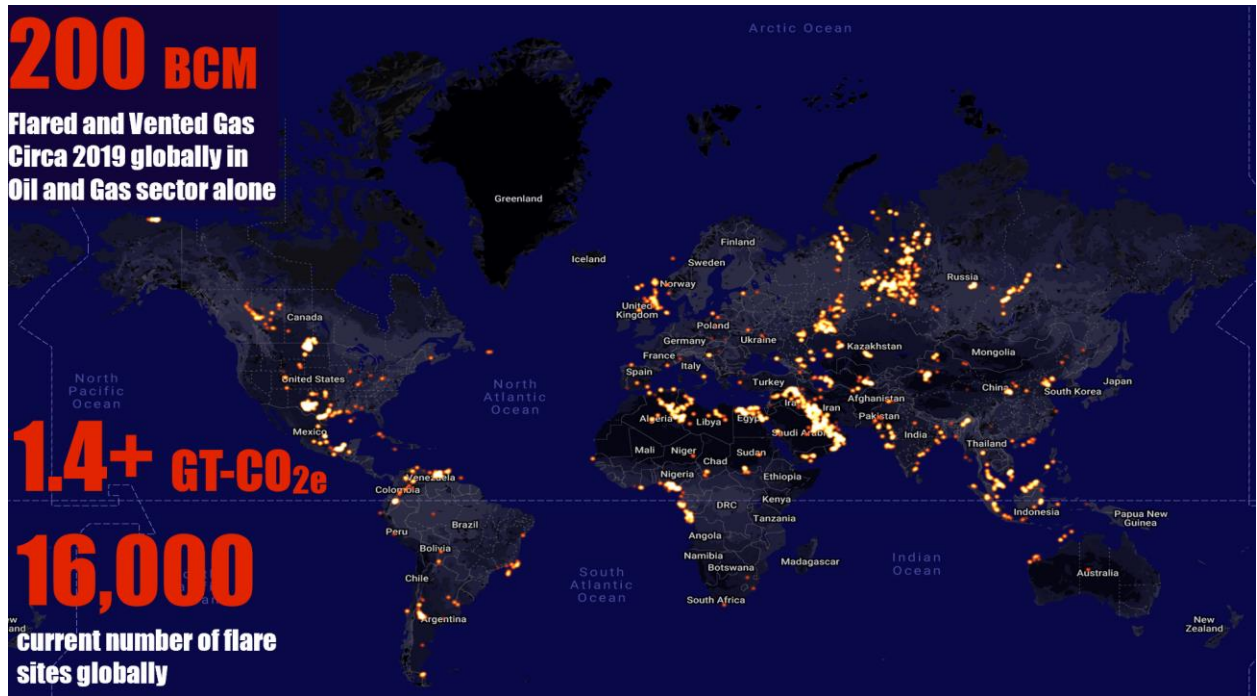 200 BCM
Flared and Vented Gas
Circa 2019 globally in
Oil and Gas sector alone
1.4+ GT-CO2e
16,000
current number of flare
sites globally
Arctic Ocean
Greenland
Iceland
Finland
Sweden
Norway
Russia
United
Kingdom
Canada
Poland
Germany
Ukraine
Kazakhstan
Mongolia
France
Italy
Spain
United States
North
Pacific
Ocean
North
Atlantic
Ocean
Turkey
China
South Korea
Japan
Afghanistan
Iran
Pakistan
Algeria
Libya
Egypt
Saudi Arabia
India
Mexico
Mali
Niger
Chad
Sudan
Thailand
Nigeria
Ethiopia
Venezuela
Colombia
DRC
Kenya
Tanzania
Indonesia
Papua New
Guinea
Brazil
Peru
Angola
Bolivia
Namibia
Botswana
Madagascar
Indian
Ocean
Chile
South
Atlantic
Ocean
Australia
South Africa
Argentina
New
Zealand